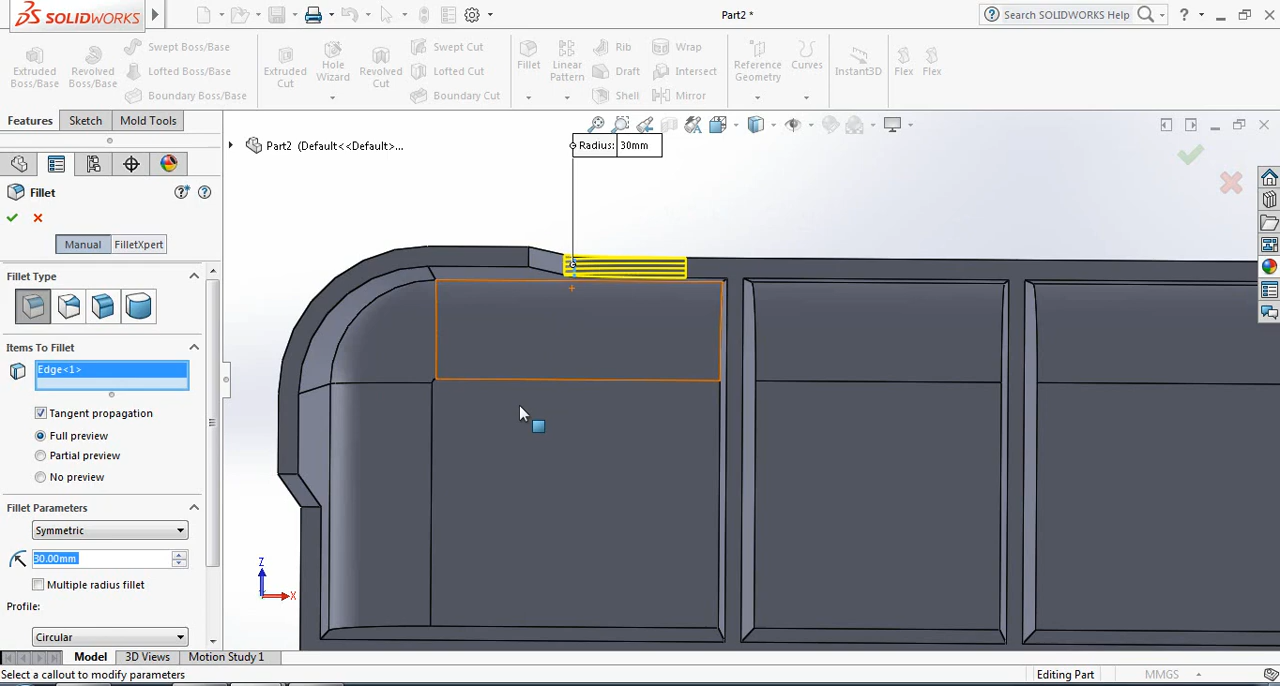 SOLIDWORKS
Part2 *
Search SOLIDWORKS Help
?
Extruded Boss/Base
Revolved Boss/Base
Swept Boss/Base
Lofted Boss/Base
Boundary Boss/Base
Extruded Cut
Hole Wizard
Revolved Cut
Swept Cut
Lofted Cut
Boundary Cut
Fillet
Linear Pattern
Rib
Draft
Shell
Wrap
Intersect
Mirror
Reference Geometry
Curves
Instant3D
Flex
Flex
Features
Sketch
Mold Tools
Part2 (Default<<Default>...
Radius: 30mm
Fillet
Manual
FilletXpert
Fillet Type
Items To Fillet
Edge<1>
Tangent propagation
Full preview
Partial preview
No preview
Fillet Parameters
Symmetric
30.00mm
Multiple radius fillet
Profile:
Circular
Z
X
Model
3D Views
Motion Study 1
Select a callout to modify parameters
Editing Part
MMGS